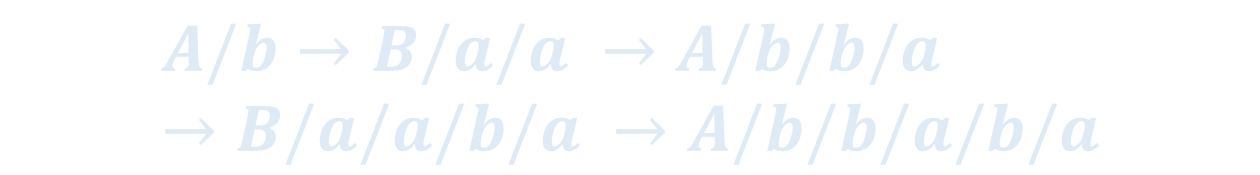 A/b → B/a/a → A/b/b/a
→ B/a/a/b/a → A/b/b/a/b/a